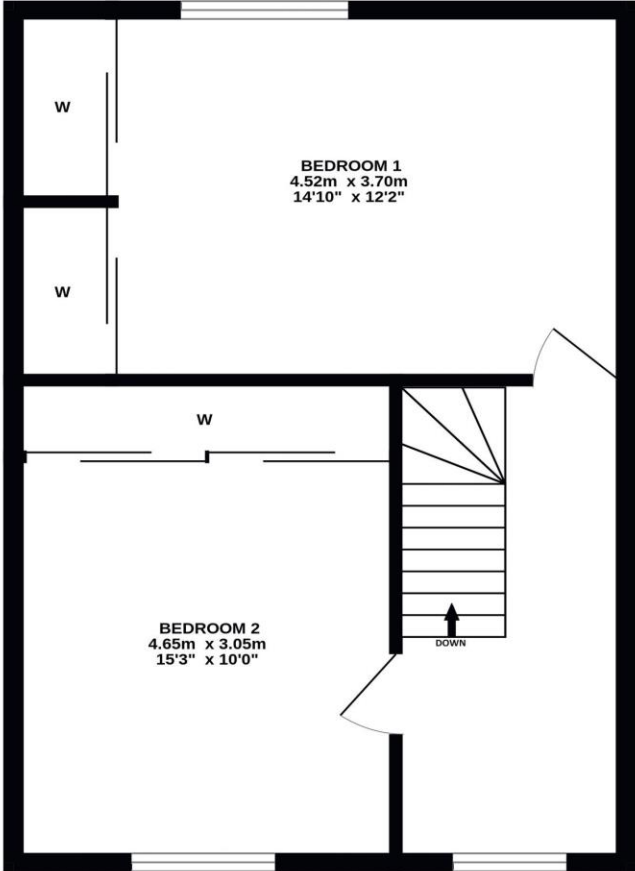 W
BEDROOM 1
4.52m x 3.70m
14'10" x 12'2"
W
W
BEDROOM 2
4.65m x 3.05m
15'3" x 10'0"
DOWN